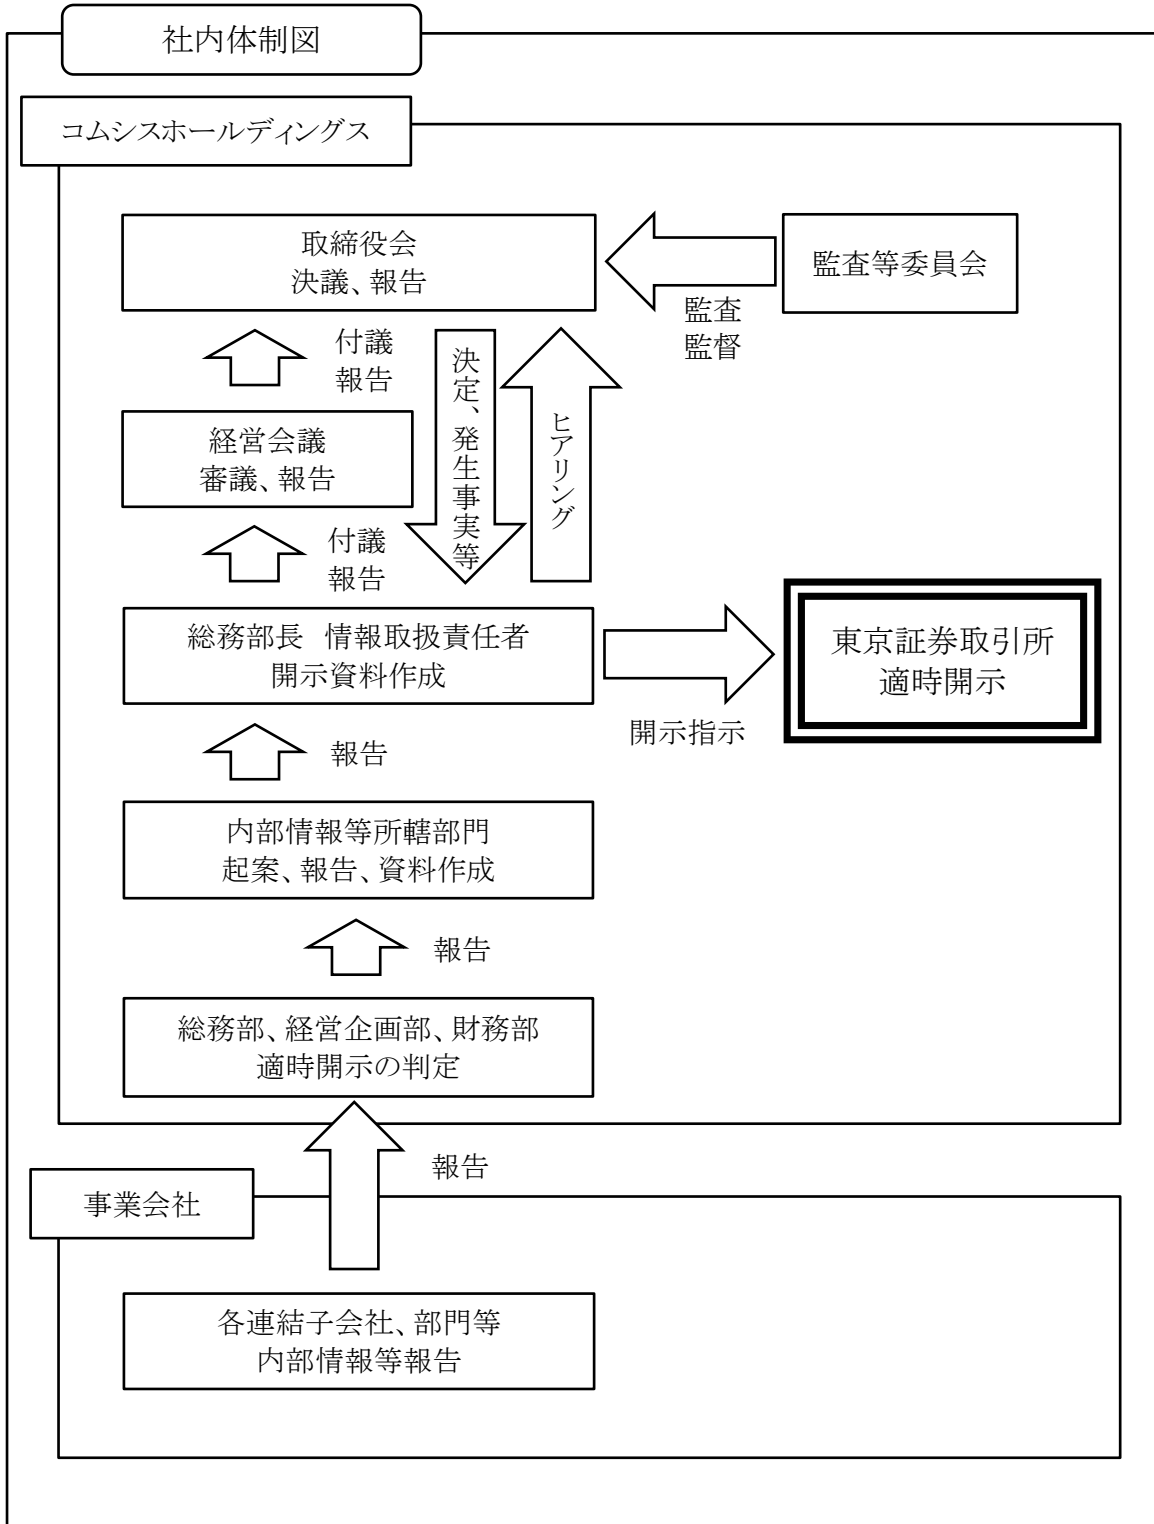 社内体制図
コムシスホールディングス
取締役会
決議、報告
監査等委員会
監査
監督
付議
報告
決定、発生事実等
ヒアリング
経営会議
審議、報告
付議
報告
総務部長 情報取扱責任者
開示資料作成
東京証券取引所
適時開示
開示指示
報告
内部情報等所轄部門
起案、報告、資料作成
報告
総務部、経営企画部、財務部
適時開示の判定
報告
事業会社
各連結子会社、部門等
内部情報等報告